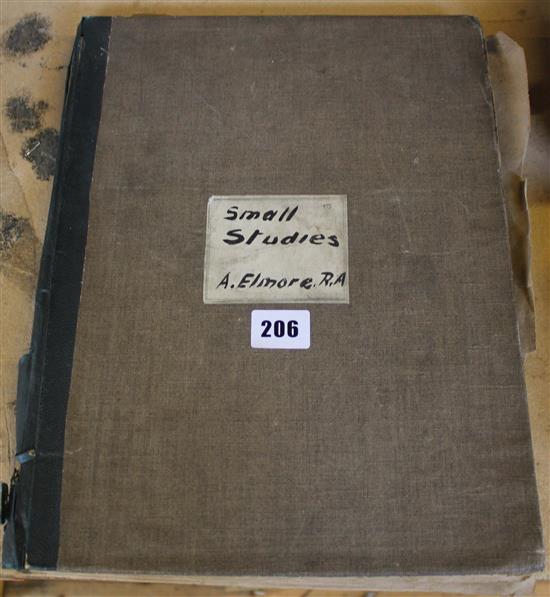 Small
Studies
A. Elmore. R.A
206